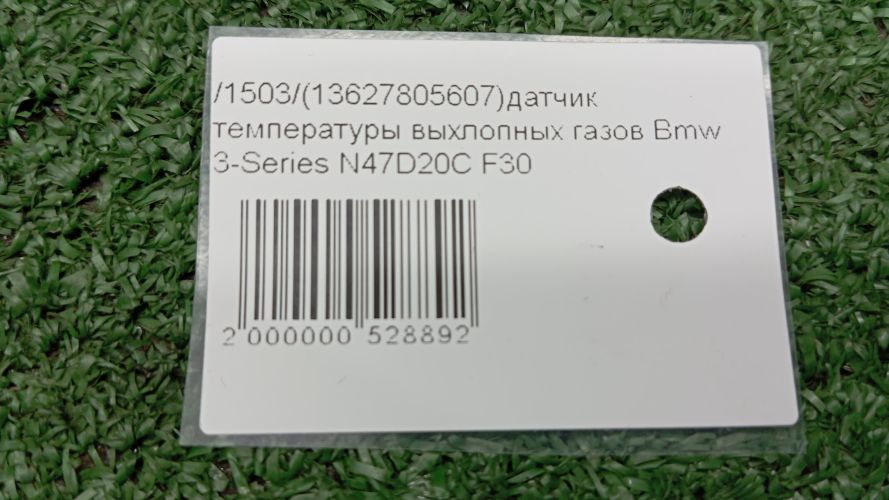 /1503/(13627805607)датчик
температуры выхлопных газов Bmw
3-Series N47D20C F30
2 000000 528892